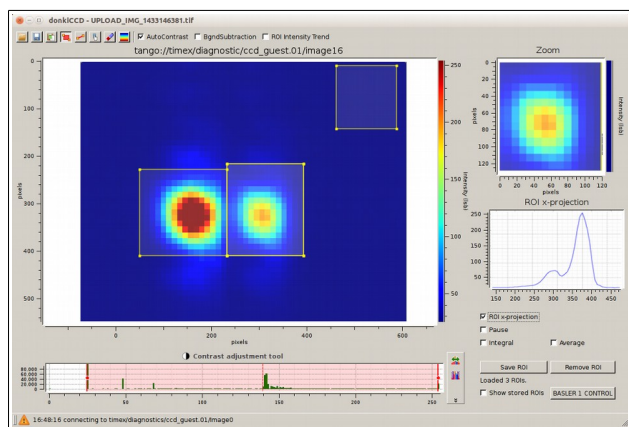 donkiCCD - UPLOAD_IMG_1433146381.tif
AutoContrast BgndSubtraction ROI Intensity Trend
tango://timex/diagnostic/ccd_guest.01/image16
0
100
200
300
400
500
pixels
0 200 400 600
pixels
250
200
150
100
50
Intensity (lsb)
Zoom
0
20
40
60
80
100
120
pixels
0 20 40 60 80 100 120
pixels
Intensity (lsb)
ROI x-projection
250
200
150
100
50
150 200 250 300 350 400 450
ROI x-projection
Pause
Integral Average
Save ROI Remove ROI
Loaded 3 ROIs.
Show stored ROIs BASLER 1 CONTROL
Contrast adjustment tool
80.000
60.000
40.000
20.000
0
0 50 100 150 200 250
16:48:16 connecting to timex/diagnostics/ccd_guest.01/Image0